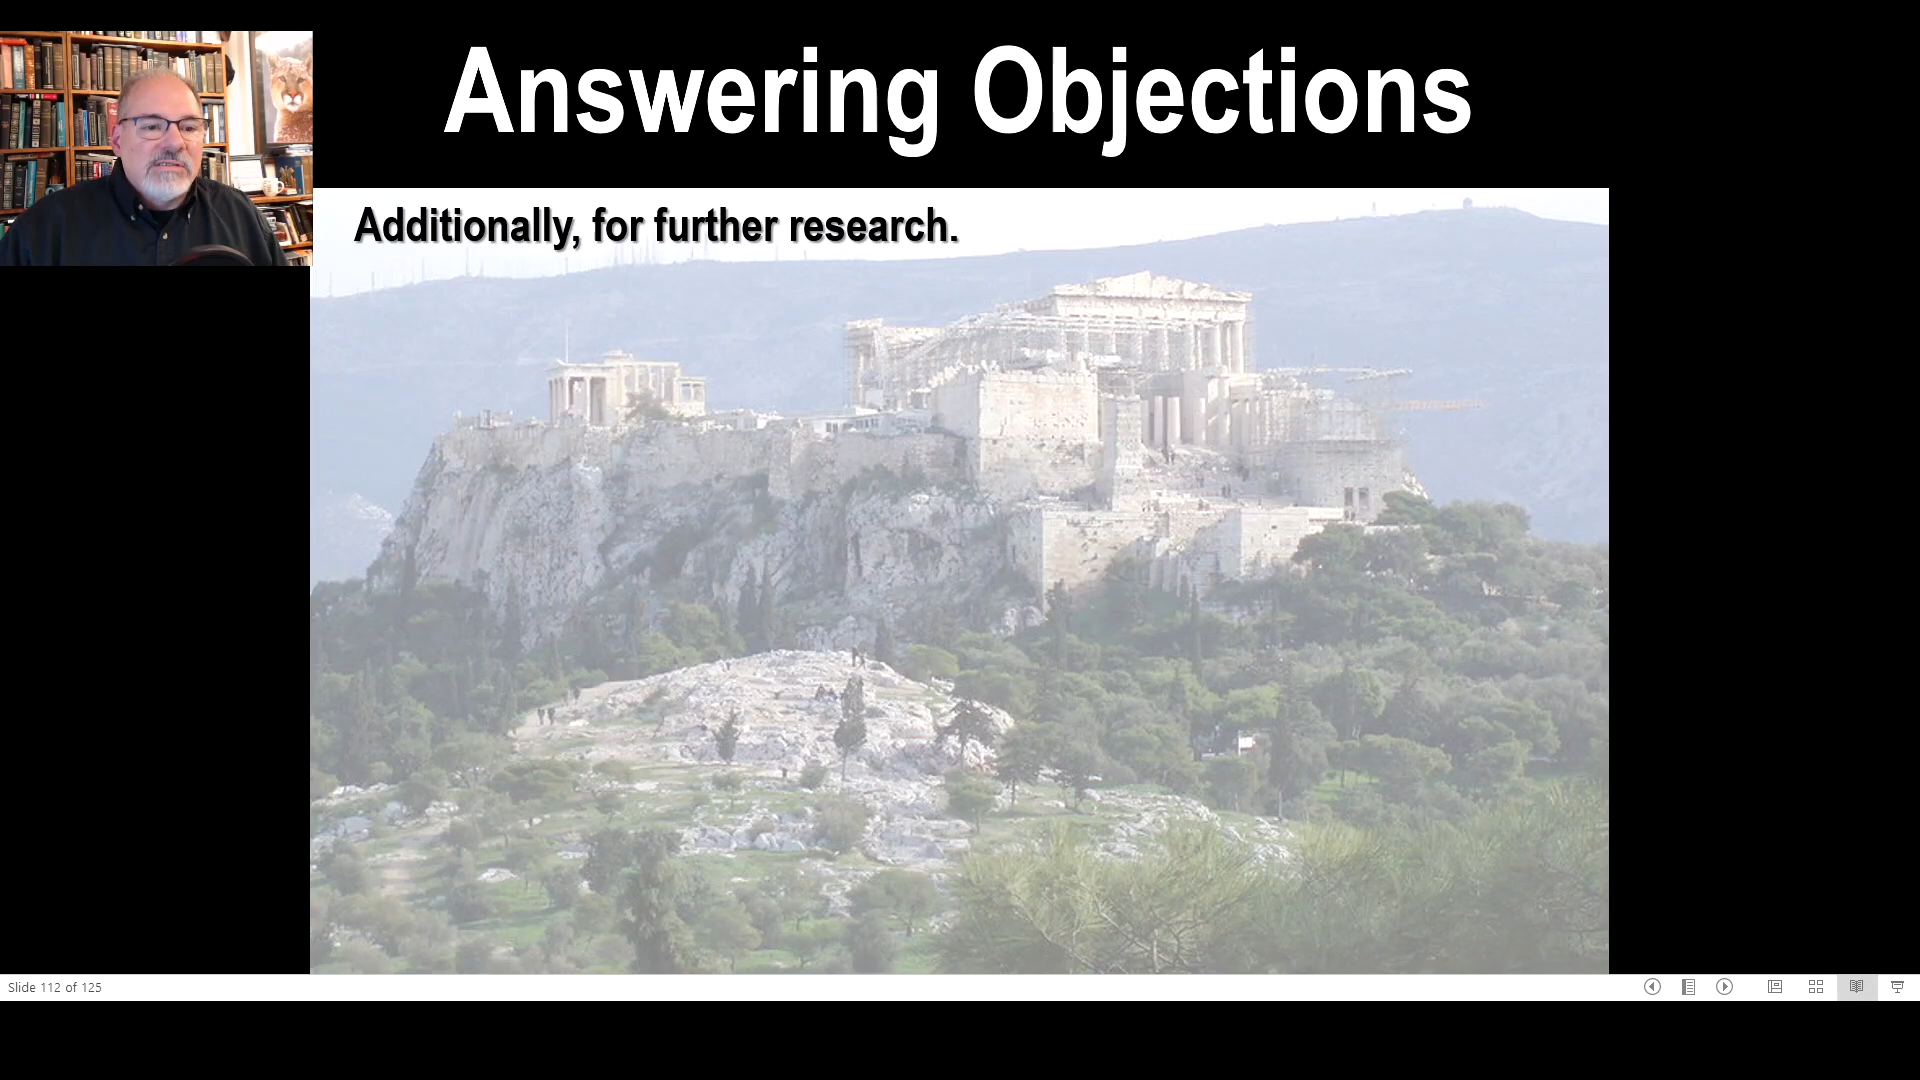 Answering Objections
Additionally, for further research.
Slide 112 of 125